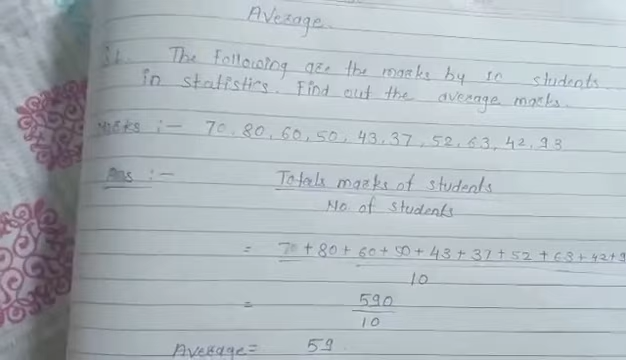 Average.
The following are the marks by 10 students
in statistics. Find out the average marks.
Marks :- 70, 80, 60, 50, 43, 37, 52, 63, 42, 93
Ans :- Totals marks of students
No of students
= 70 + 80 + 60 + 50 + 43 + 37 + 52 + 63 + 42 + 9
10
= 590
10
Average = 59